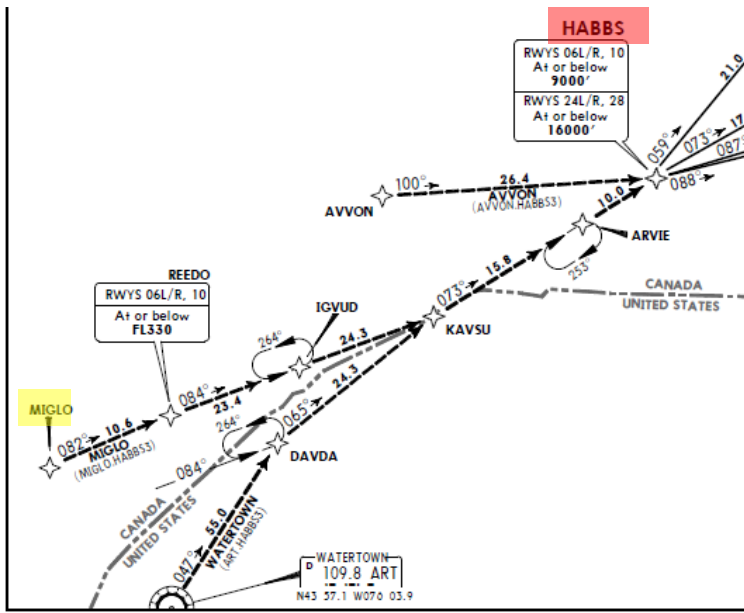 HABBS
RWYS 06L/R, 10
At or below
9000'
RWYS 24L/R, 28
At or below
16000'
21.0
059°
073°
17
087°
088°
100°
26.4
AVVON
AVVON
(AVVON.HABBS3)
10.0
ARVIE
253°
15.8
073°
KAVSU
CANADA
UNITED STATES
REEDO
RWYS 06L/R, 10
At or below
FL330
IGVUD
264°
24.3
084°
23.4
MIGLO
082°
10.6
MIGLO
(MIGLO.HABBS3)
24.3
065°
264°
DAVDA
084°
CANADA
UNITED STATES
047°
55.0
WATERTOWN
(ART.HABBS3)
WATERTOWN
D 109.8 ART
N43 57.1 W076 03.9